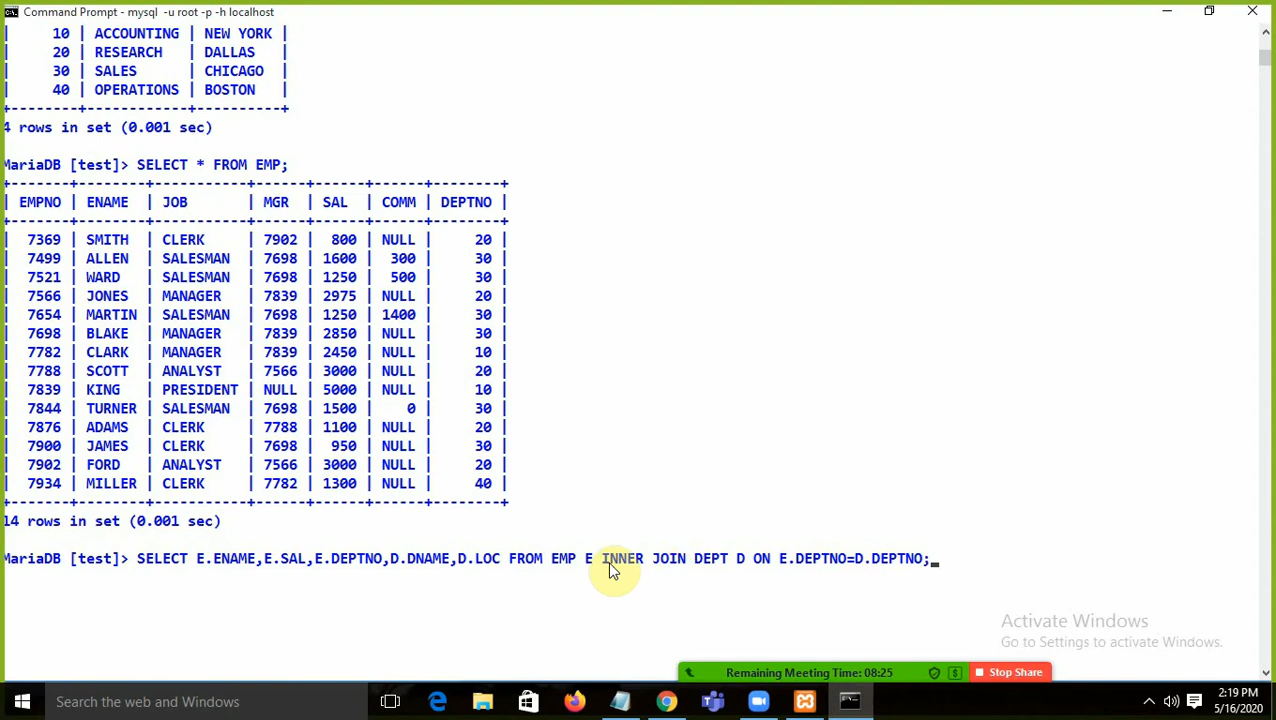 Command Prompt - mysql -u root -p -h localhost
| 10 | ACCOUNTING | NEW YORK |
| 20 | RESEARCH | DALLAS |
| 30 | SALES | CHICAGO |
| 40 | OPERATIONS | BOSTON |
+--------+------------+----------+
4 rows in set (0.001 sec)
MariaDB [test]> SELECT * FROM EMP;
+-------+--------+-----------+------+------+------+--------+
| EMPNO | ENAME | JOB | MGR | SAL | COMM | DEPTNO |
+-------+--------+-----------+------+------+------+--------+
| 7369 | SMITH | CLERK | 7902 | 800 | NULL | 20 |
| 7499 | ALLEN | SALESMAN | 7698 | 1600 | 300 | 30 |
| 7521 | WARD | SALESMAN | 7698 | 1250 | 500 | 30 |
| 7566 | JONES | MANAGER | 7839 | 2975 | NULL | 20 |
| 7654 | MARTIN | SALESMAN | 7698 | 1250 | 1400 | 30 |
| 7698 | BLAKE | MANAGER | 7839 | 2850 | NULL | 30 |
| 7782 | CLARK | MANAGER | 7839 | 2450 | NULL | 10 |
| 7788 | SCOTT | ANALYST | 7566 | 3000 | NULL | 20 |
| 7839 | KING | PRESIDENT | NULL | 5000 | NULL | 10 |
| 7844 | TURNER | SALESMAN | 7698 | 1500 | 0 | 30 |
| 7876 | ADAMS | CLERK | 7788 | 1100 | NULL | 20 |
| 7900 | JAMES | CLERK | 7698 | 950 | NULL | 30 |
| 7902 | FORD | ANALYST | 7566 | 3000 | NULL | 20 |
| 7934 | MILLER | CLERK | 7782 | 1300 | NULL | 40 |
+-------+--------+-----------+------+------+------+--------+
14 rows in set (0.001 sec)
MariaDB [test]> SELECT E.ENAME,E.SAL,E.DEPTNO,D.DNAME,D.LOC FROM EMP E INNER JOIN DEPT D ON E.DEPTNO=D.DEPTNO;
Activate Windows
Go to Settings to activate Windows.
Remaining Meeting Time: 08:25
Stop Share
Search the web and Windows
2:19 PM
5/16/2020